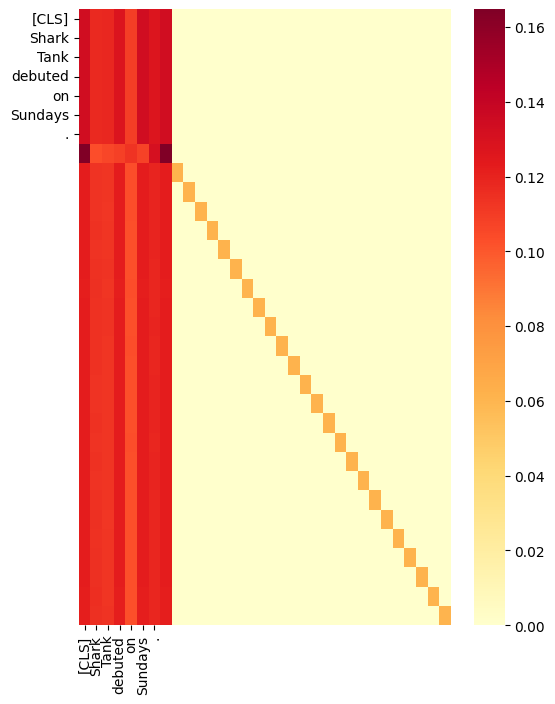 [CLS]
Shark
Tank
debuted
on
Sundays
.
0.16
0.14
0.12
0.10
0.08
0.06
0.04
0.02
0.00
[CLS]
Shark
Tank
debuted
on
Sundays
.